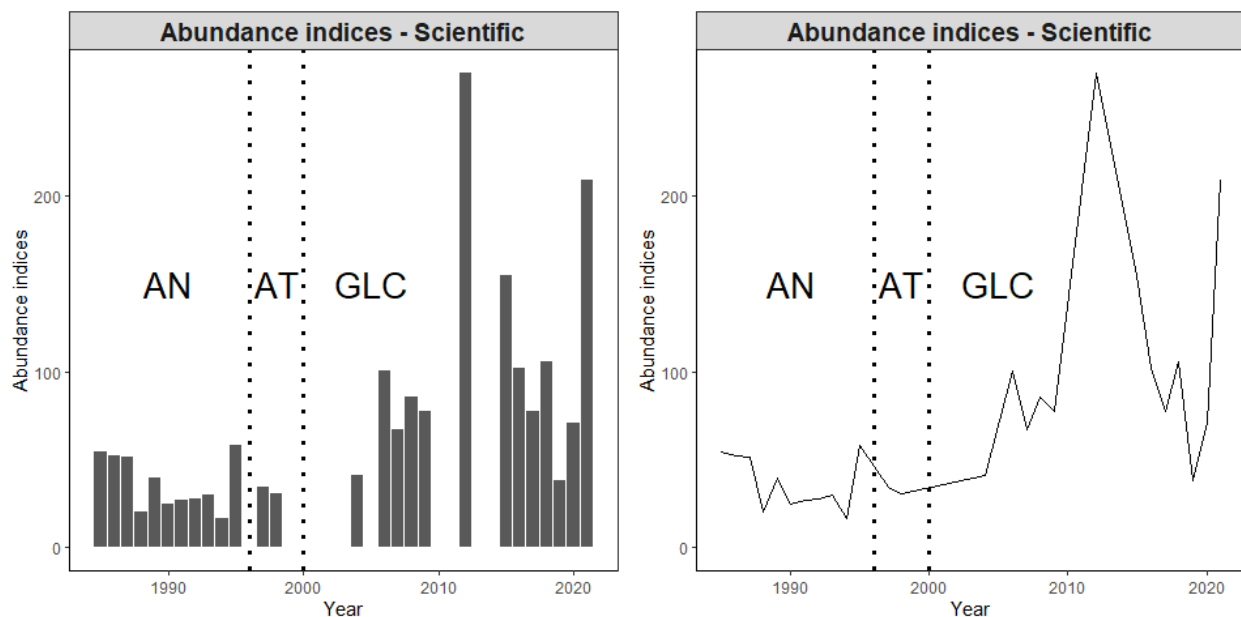 Abundance indices - Scientific
Abundance indices
200
100
0
AN
AT
GLC
1990
2000
2010
2020
Year
Abundance indices - Scientific
Abundance indices
200
100
0
AN
AT
GLC
1990
2000
2010
2020
Year